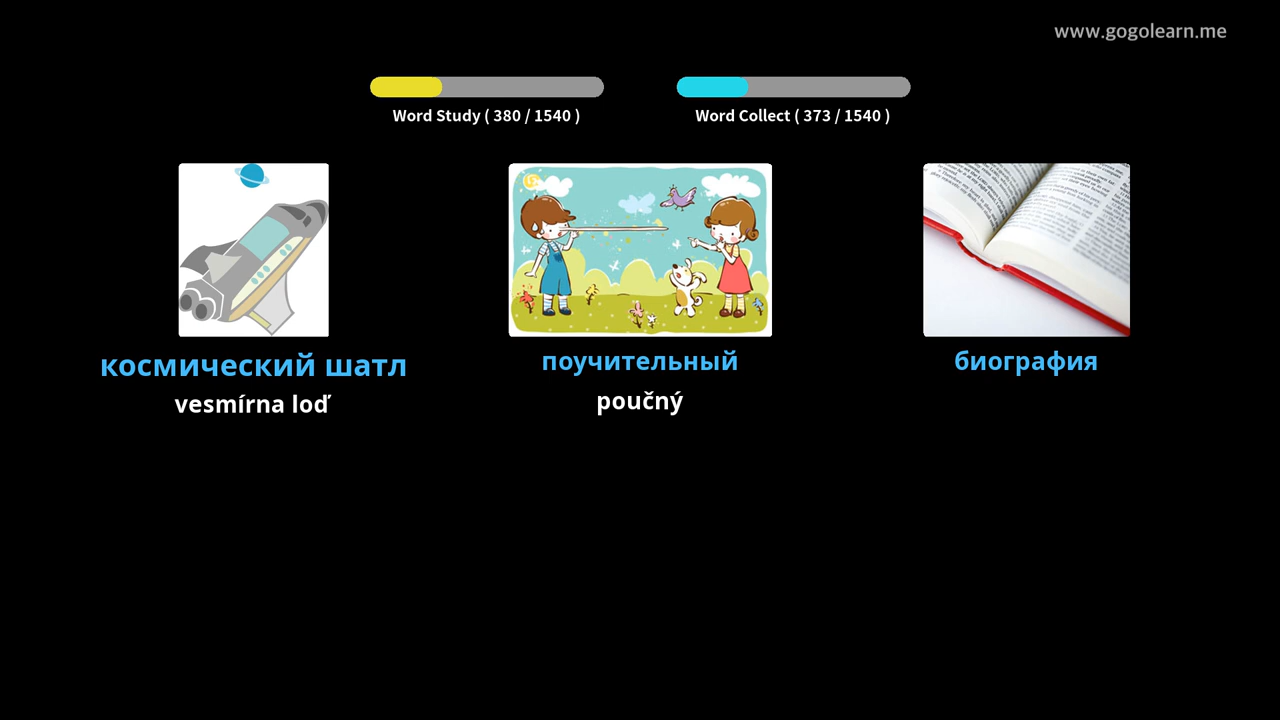 www.gogolearn.me
Word Study ( 380 / 1540 )
Word Collect ( 373 / 1540 )
космический шатл
vesmírna loď
поучительный
poučný
биография